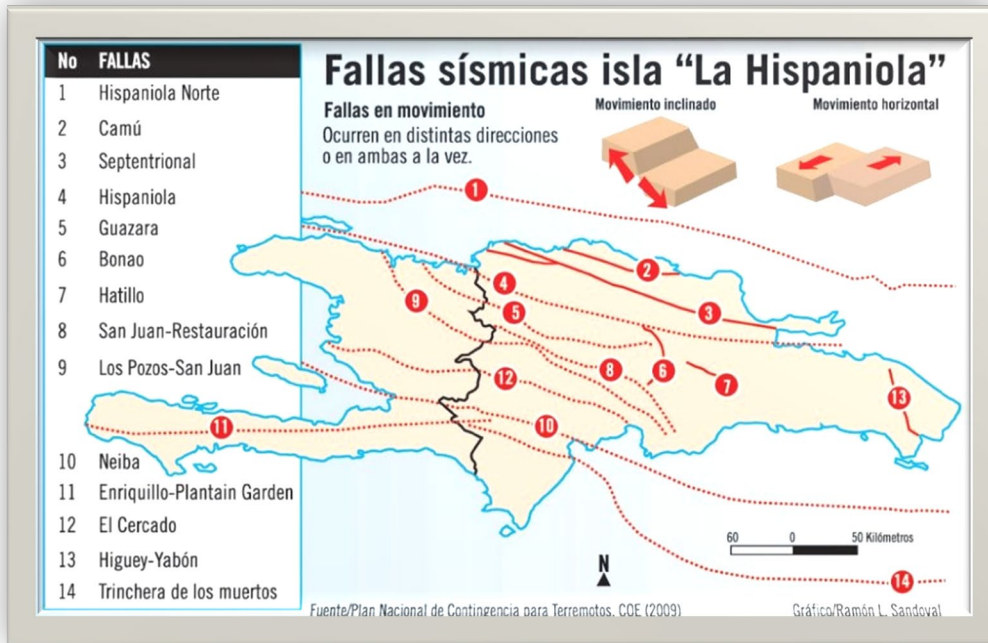 No FALLAS
1 Hispaniola Norte
2 Camú
3 Septentrional
4 Hispaniola
5 Guazara
6 Bonao
7 Hatillo
8 San Juan-Restauración
9 Los Pozos-San Juan
10 Neiba
11 Enriquillo-Plantain Garden
12 El Cercado
13 Higuey-Yabón
14 Trinchera de los muertos
Fallas sísmicas isla “La Hispaniola”
Fallas en movimiento
Ocurren en distintas direcciones
o en ambas a la vez.
Movimiento inclinado
Movimiento horizontal
1
2
4
3
9
5
8
6
12
7
13
11
10
60 0 50 Kilómetros
N
14
Fuente/Plan Nacional de Contingencia para Terremotos, COE (2009)
Gráfico/Ramón L. Sandoval